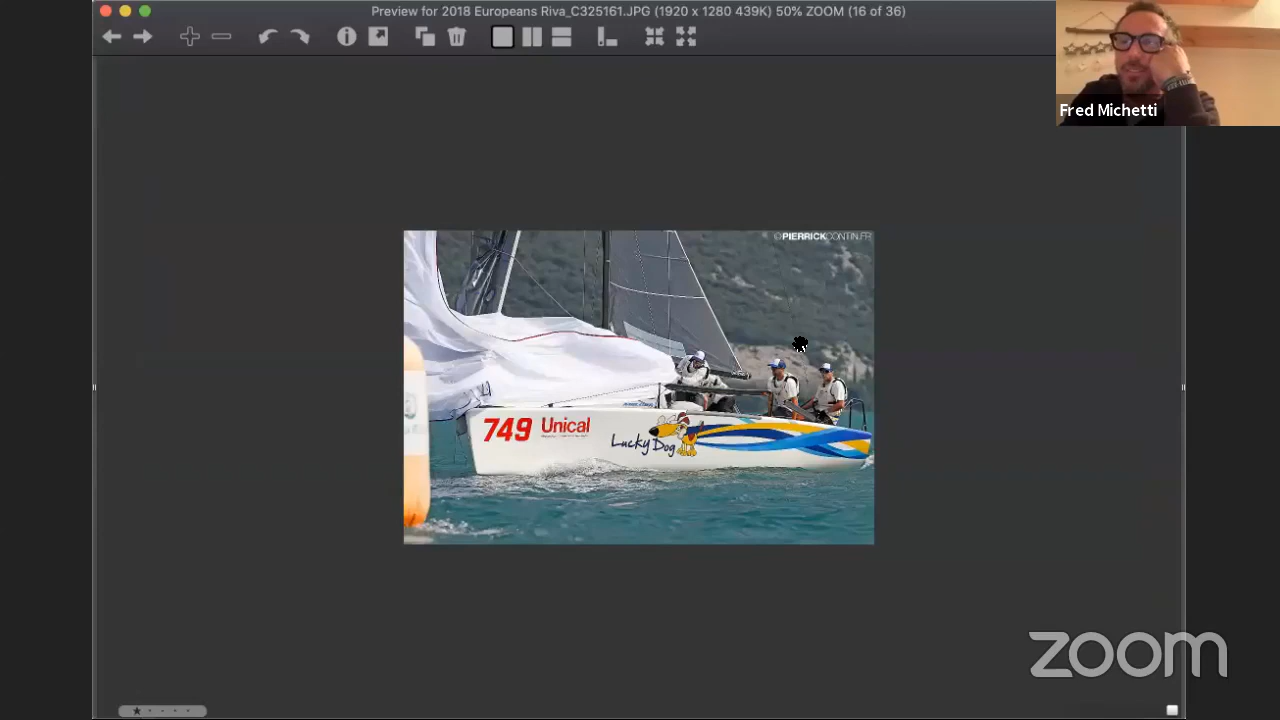 Preview for 2018 Europeans Riva_C325161.JPG (1920 x 1280 439K) 50% ZOOM (16 of 36)
Fred Michetti
©PIERRICKCONTIN.FR
749 Unical
Lucky Dog
zoom